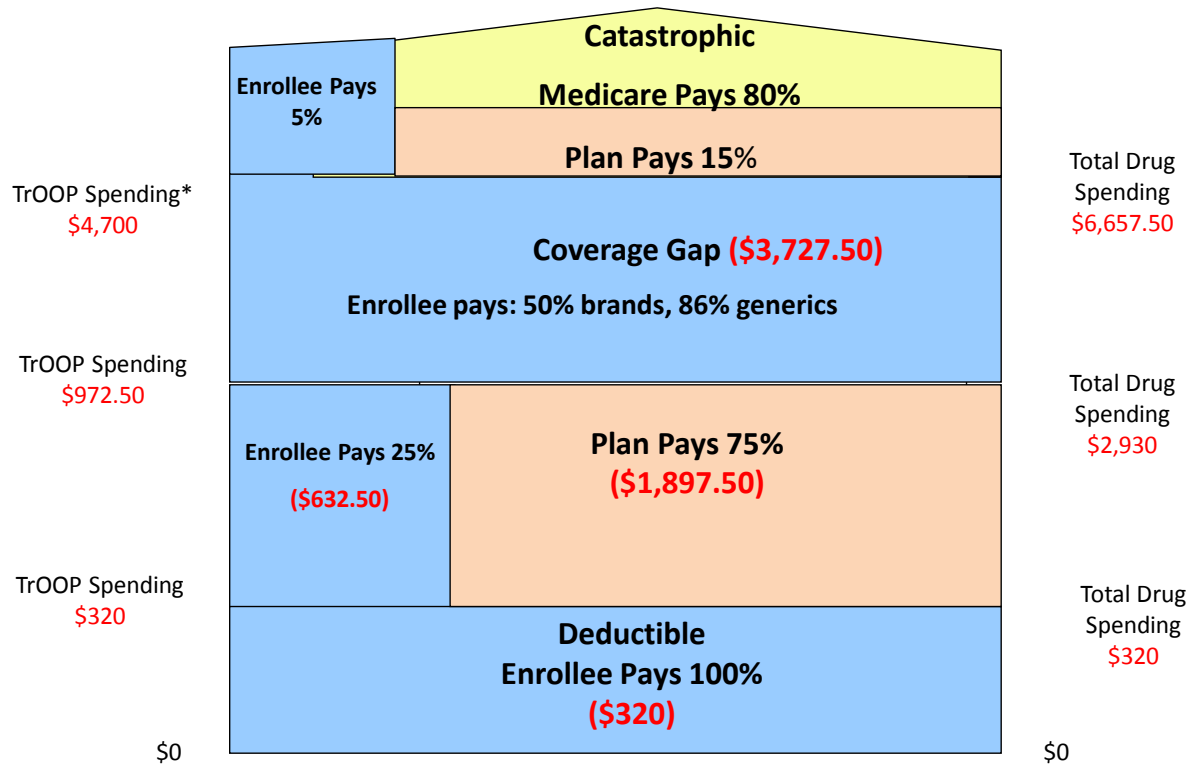 Catastrophic
Enrollee Pays
5%
Medicare Pays 80%
Plan Pays 15%
TrOOP Spending*
$4,700
Total Drug
Spending
$6,657.50
Coverage Gap ($3,727.50)
Enrollee pays: 50% brands, 86% generics
TrOOP Spending
$972.50
Total Drug
Spending
$2,930
Enrollee Pays 25%
($632.50)
Plan Pays 75%
($1,897.50)
TrOOP Spending
$320
Total Drug
Spending
$320
Deductible
Enrollee Pays 100%
($320)
$0
$0